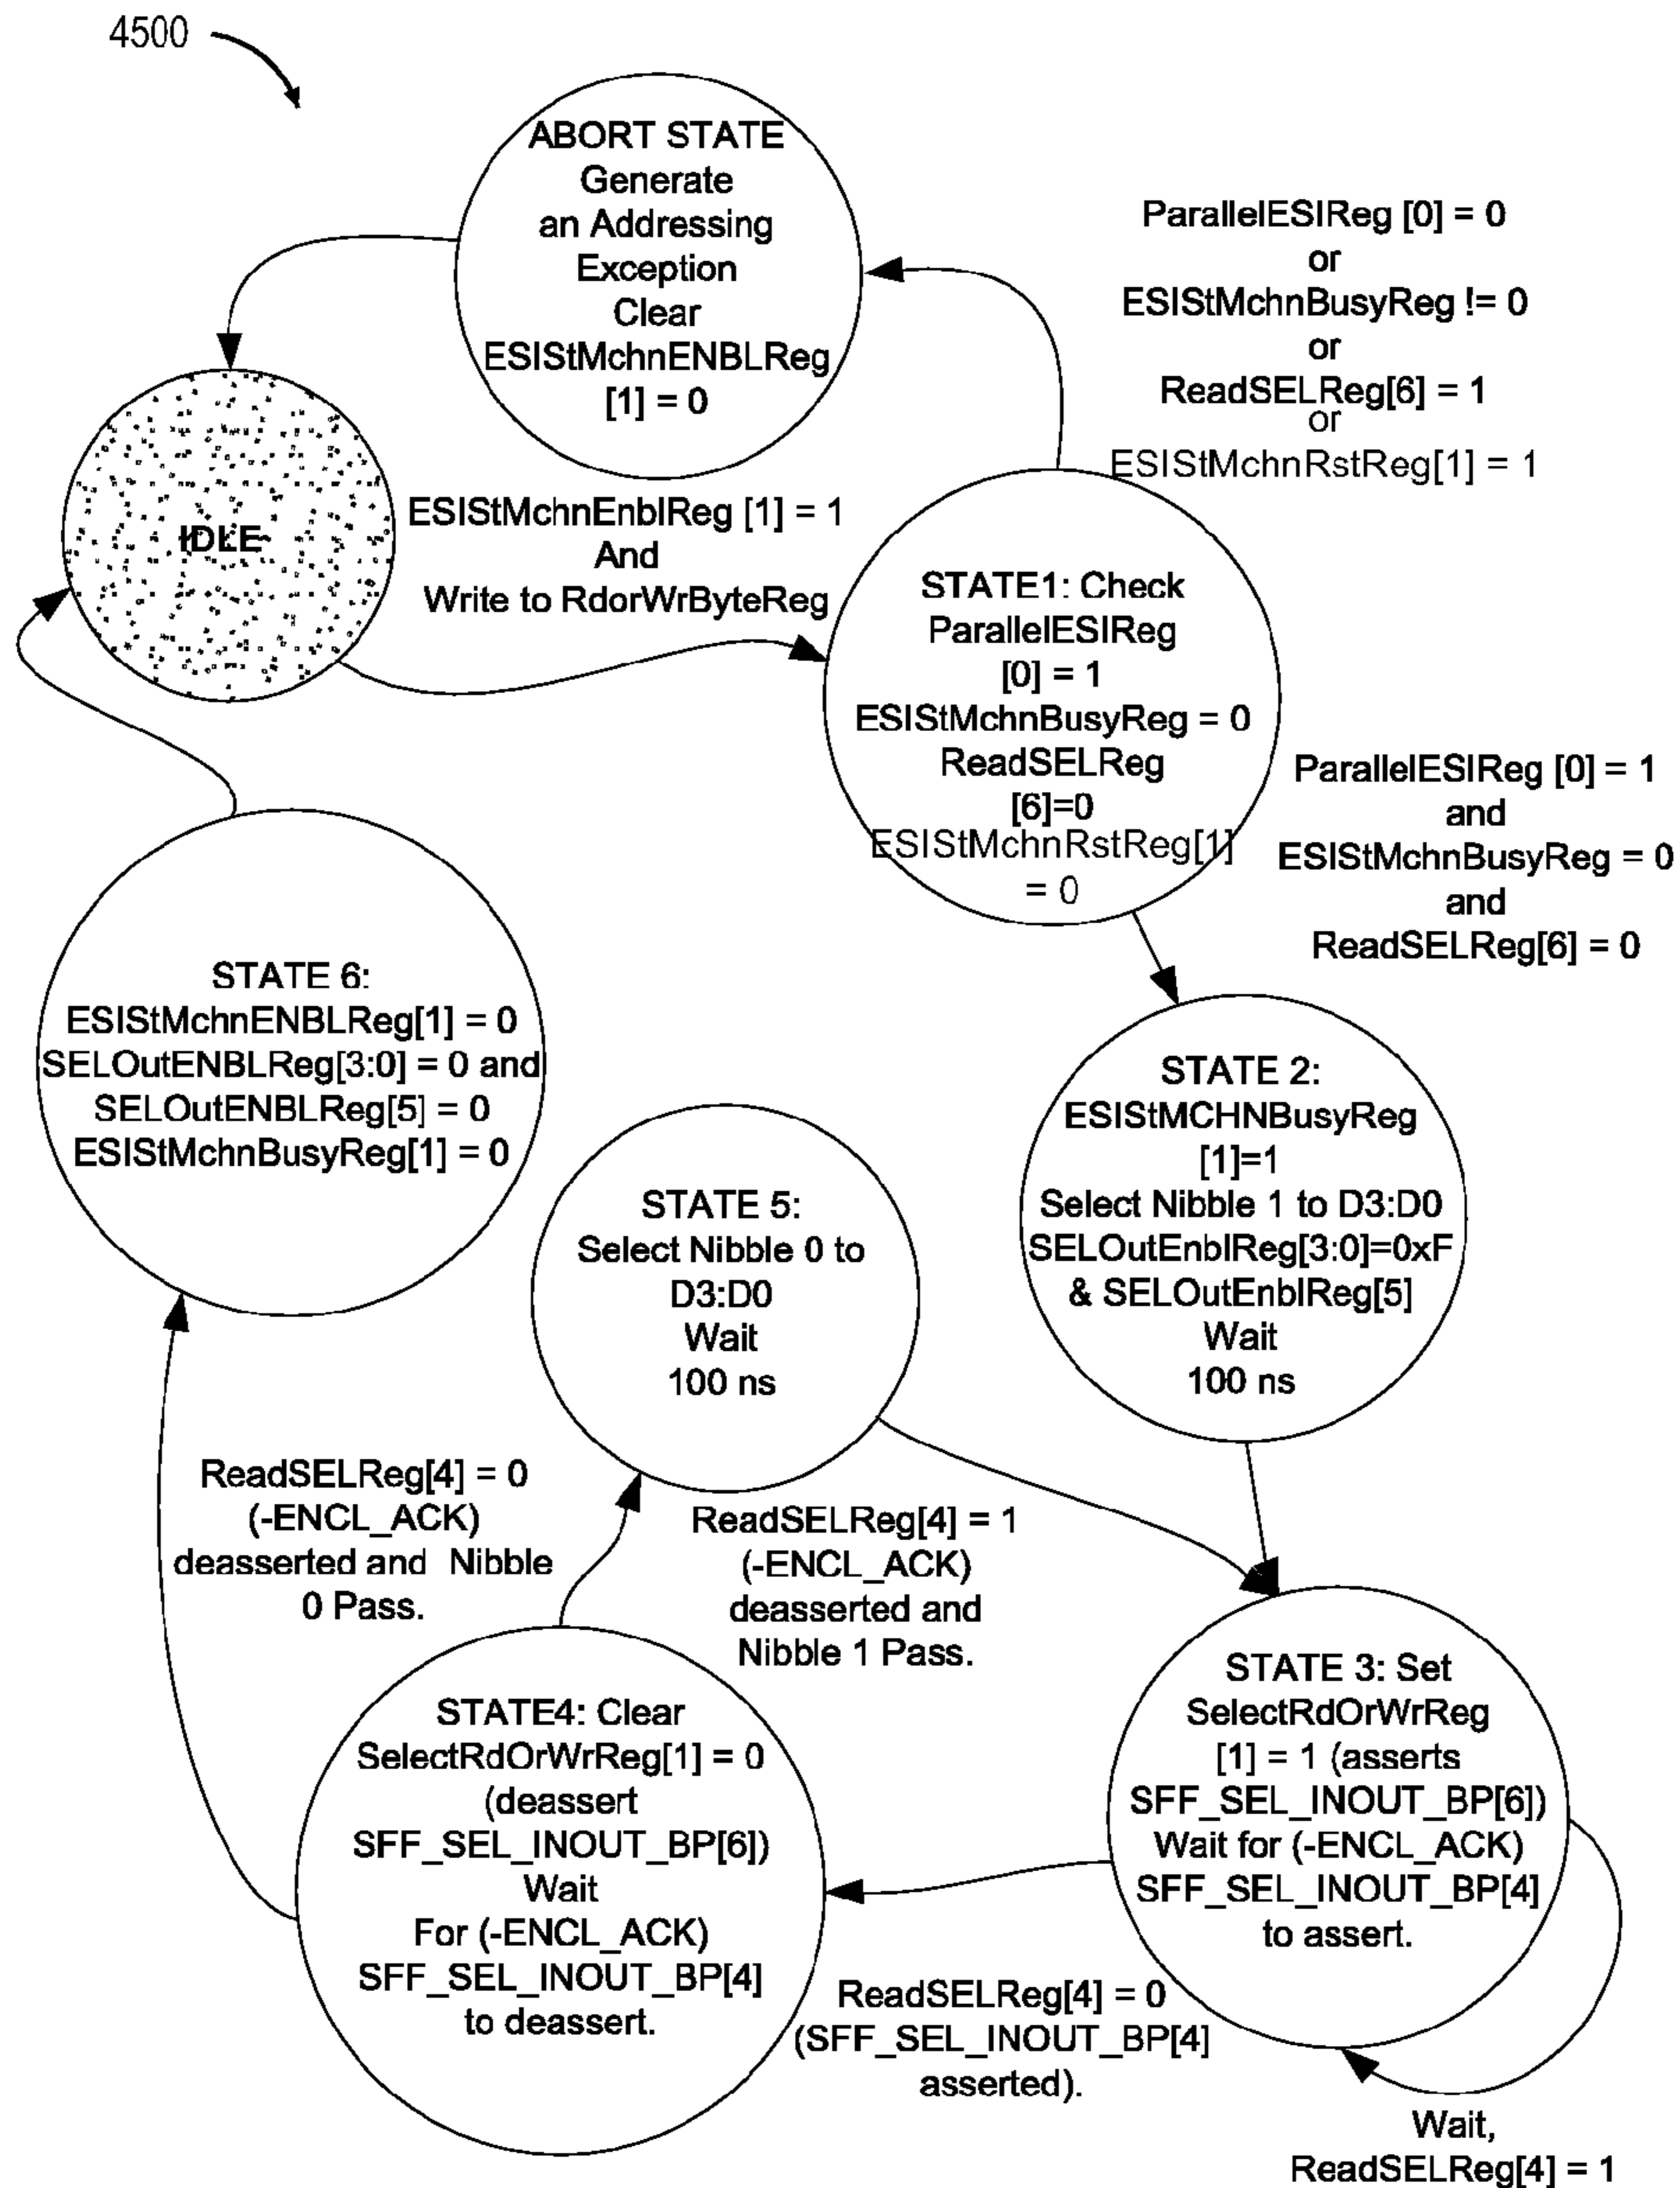 4500
ABORT STATE
Generate
an Addressing
Exception
Clear
ESIStMchnENBLReg
[1] = 0
ParallelESIReg [0] = 0
or
ESIStMchnBusyReg != 0
or
ReadSELReg[6] = 1
or
ESIStMchnRstReg[1] = 1
IDLE
ESIStMchnEnblReg [1] = 1
And
Write to RdorWrByteReg
STATE1: Check
ParallelESIReg
[0] = 1
ESIStMchnBusyReg = 0
ReadSELReg
[6]=0
ESIStMchnRstReg[1]
= 0
ParallelESIReg [0] = 1
and
ESIStMchnBusyReg = 0
and
ReadSELReg[6] = 0
STATE 2:
ESIStMCHNBusyReg
[1]=1
Select Nibble 1 to D3:D0
SELOutEnblReg[3:0]=0xF
& SELOutEnblReg[5]
Wait
100 ns
STATE 6:
ESIStMchnENBLReg[1] = 0
SELOutENBLReg[3:0] = 0 and
SELOutENBLReg[5] = 0
ESIStMchnBusyReg[1] = 0
STATE 5:
Select Nibble 0 to
D3:D0
Wait
100 ns
ReadSELReg[4] = 0
(-ENCL_ACK)
deasserted and Nibble
0 Pass.
ReadSELReg[4] = 1
(-ENCL_ACK)
deasserted and
Nibble 1 Pass.
STATE 3: Set
SelectRdOrWrReg
[1] = 1 (asserts
SFF_SEL_INOUT_BP[6])
Wait for (-ENCL_ACK)
SFF_SEL_INOUT_BP[4]
to assert.
STATE4: Clear
SelectRdOrWrReg[1] = 0
(deassert
SFF_SEL_INOUT_BP[6])
Wait
For (-ENCL_ACK)
SFF_SEL_INOUT_BP[4]
to deassert.
ReadSELReg[4] = 0
(SFF_SEL_INOUT_BP[4]
asserted).
Wait,
ReadSELReg[4] = 1